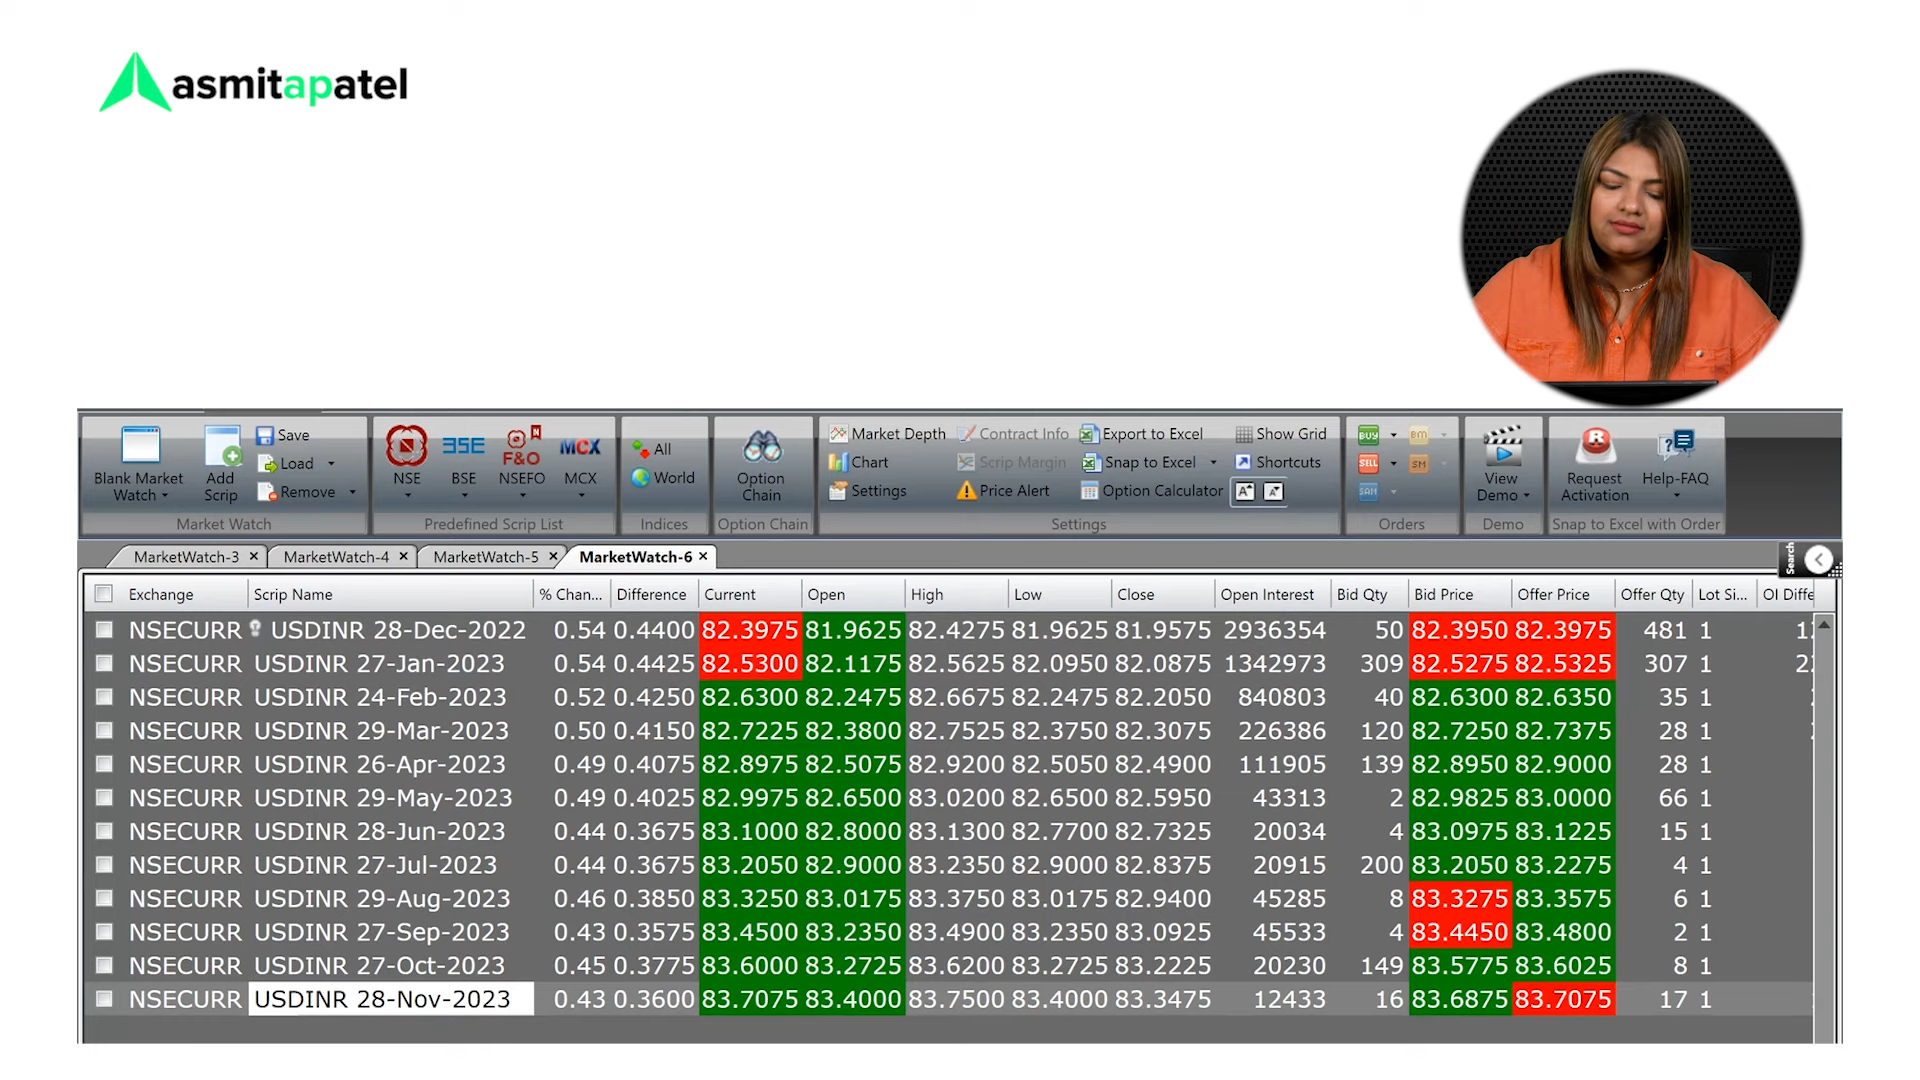 asmitapatel
Blank Market Watch
Add Scrip
Save
Load
Remove
Market Watch
NSE
BSE
BSE
N
F&O
NSEFO
MCX
MCX
Predefined Scrip List
All
World
Indices
Option Chain
Option Chain
Market Depth
Contract Info
Export to Excel
Show Grid
Chart
Scrip Margin
Snap to Excel
Shortcuts
Settings
Price Alert
Option Calculator
A
A
Settings
BUY
BM
SELL
SM
SAM
Orders
View Demo
Demo
R
Request Activation
Help-FAQ
Snap to Excel with Order
MarketWatch-3 × MarketWatch-4 × MarketWatch-5 × MarketWatch-6 ×
Search
Exchange Scrip Name % Chan... Difference Current Open High Low Close Open Interest Bid Qty Bid Price Offer Price Offer Qty Lot Si... OI Diffe
NSECURR USDINR 28-Dec-2022 0.54 0.4400 82.3975 81.9625 82.4275 81.9625 81.9575 2936354 50 82.3950 82.3975 481 1
NSECURR USDINR 27-Jan-2023 0.54 0.4425 82.5300 82.1175 82.5625 82.0950 82.0875 1342973 309 82.5275 82.5325 307 1
NSECURR USDINR 24-Feb-2023 0.52 0.4250 82.6300 82.2475 82.6675 82.2475 82.2050 840803 40 82.6300 82.6350 35 1
NSECURR USDINR 29-Mar-2023 0.50 0.4150 82.7225 82.3800 82.7525 82.3750 82.3075 226386 120 82.7250 82.7375 28 1
NSECURR USDINR 26-Apr-2023 0.49 0.4075 82.8975 82.5075 82.9200 82.5050 82.4900 111905 139 82.8950 82.9000 28 1
NSECURR USDINR 29-May-2023 0.49 0.4025 82.9975 82.6500 83.0200 82.6500 82.5950 43313 2 82.9825 83.0000 66 1
NSECURR USDINR 28-Jun-2023 0.44 0.3675 83.1000 82.8000 83.1300 82.7700 82.7325 20034 4 83.0975 83.1225 15 1
NSECURR USDINR 27-Jul-2023 0.44 0.3675 83.2050 82.9000 83.2350 82.9000 82.8375 20915 200 83.2050 83.2275 4 1
NSECURR USDINR 29-Aug-2023 0.46 0.3850 83.3250 83.0175 83.3750 83.0175 82.9400 45285 8 83.3275 83.3575 6 1
NSECURR USDINR 27-Sep-2023 0.43 0.3575 83.4500 83.2350 83.4900 83.2350 83.0925 45533 4 83.4450 83.4800 2 1
NSECURR USDINR 27-Oct-2023 0.45 0.3775 83.6000 83.2725 83.6200 83.2725 83.2225 20230 149 83.5775 83.6025 8 1
NSECURR USDINR 28-Nov-2023 0.43 0.3600 83.7075 83.4000 83.7500 83.4000 83.3475 12433 16 83.6875 83.7075 17 1